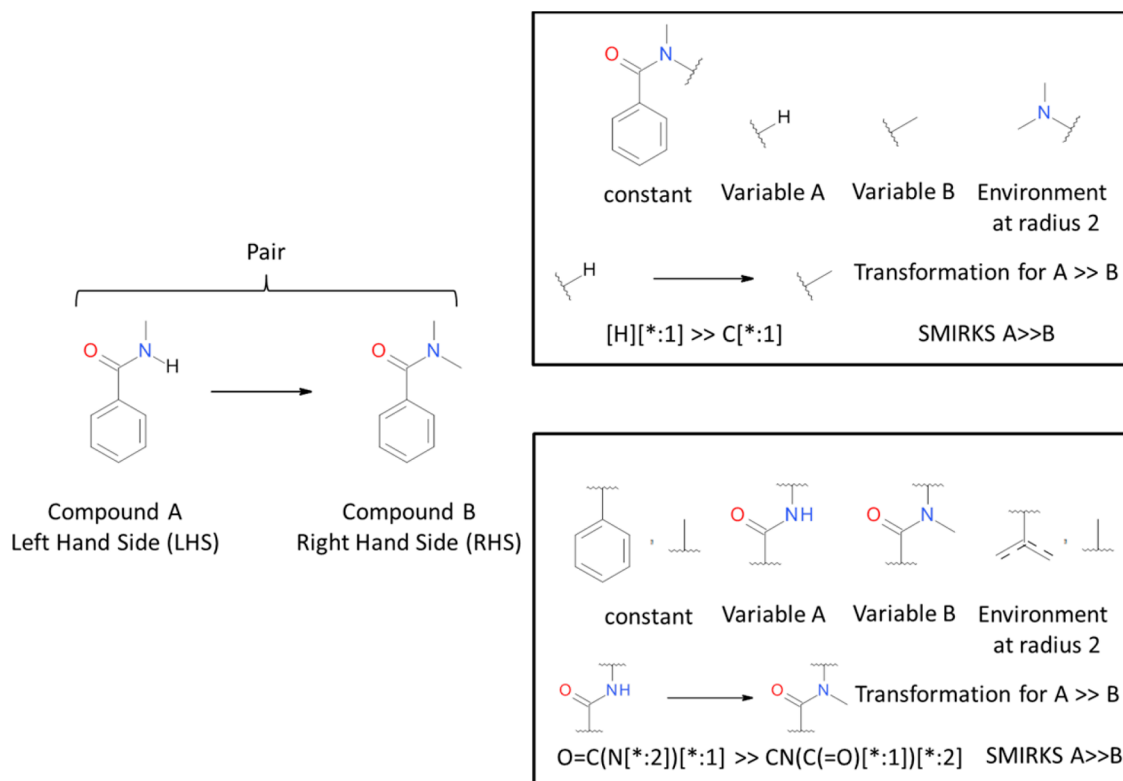 Pair
O
N
H
O
N
Compound A
Left Hand Side (LHS)
Compound B
Right Hand Side (RHS)
O
N
H
N
constant
Variable A
Variable B
Environment
at radius 2
H
Transformation for A >> B
[H][*:1] >> C[*:1]
SMIRKS A>>B
,
O
NH
O
N
,
constant
Variable A
Variable B
Environment
at radius 2
O
NH
O
N
Transformation for A >> B
O=C(N[*:2])[*:1] >> CN(C(=O)[*:1])[*:2]
SMIRKS A>>B